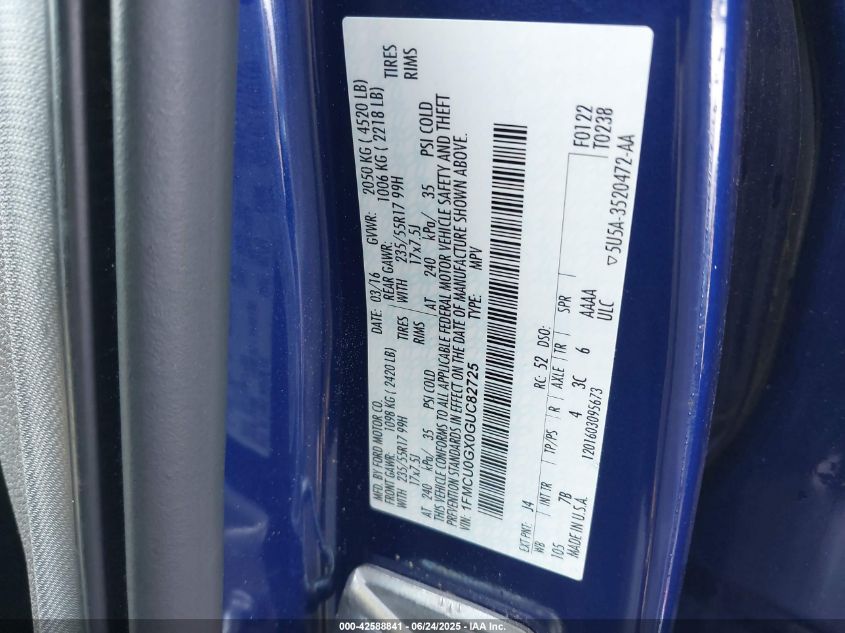 MFD. BY FORD MOTOR CO.
DATE: 03/16 GVWR: 2050 KG ( 4520 LB)
FRONT GAWR: 1098 KG ( 2420 LB) REAR GAWR: 1006 KG ( 2218 LB)
WITH 235/55R17 99H TIRES WITH 235/55R17 99H TIRES
17x7.5J RIMS 17x7.5J RIMS
AT 240 kPa/ 35 PSI COLD AT 240 kPa/ 35 PSI COLD
THIS VEHICLE CONFORMS TO ALL APPLICABLE FEDERAL MOTOR VEHICLE SAFETY AND THEFT
PREVENTION STANDARDS IN EFFECT ON THE DATE OF MANUFACTURE SHOWN ABOVE.
VIN: 1FMCU0GX0GUC82725 TYPE: MPV
EXT PNT: J4 RC: 52 DSO: F0122
T0238
WB INT TR TP/PS R AXLE TR SPR
105 7B 4 3C 6 AAAA ▽5U5A-3520472-AA
MADE IN U.S.A. 1201603095673 ULC
000-42588841 - 06/24/2025 - IAA Inc.